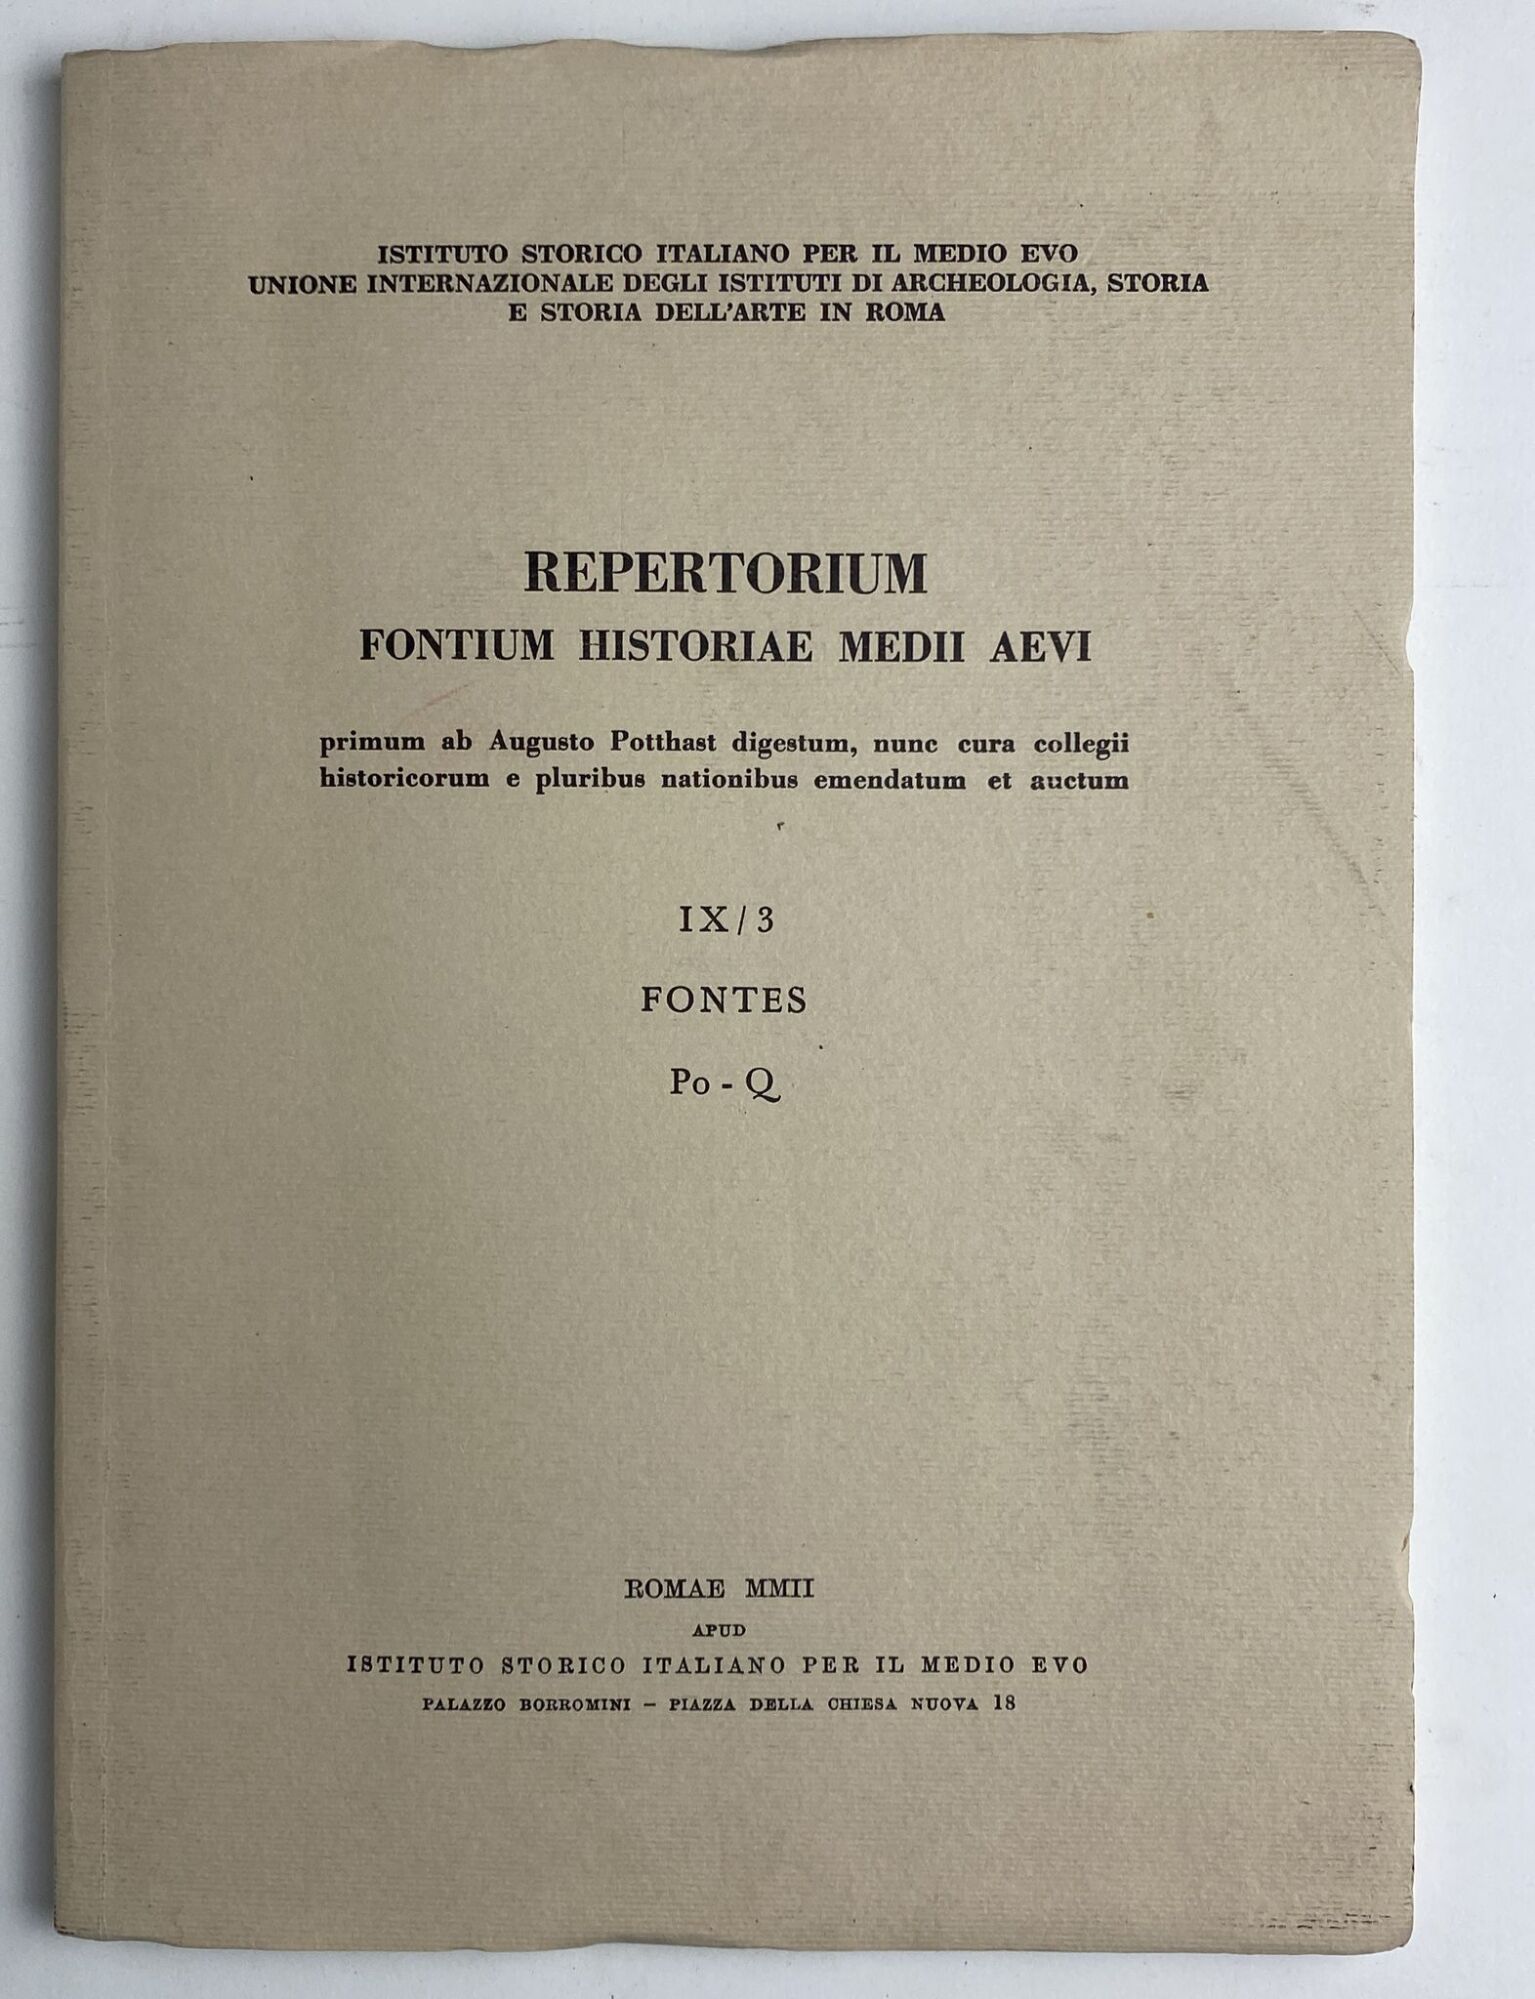 ISTITUTO STORICO ITALIANO PER IL MEDIO EVO
UNIONE INTERNAZIONALE DEGLI ISTITUTI DI ARCHEOLOGIA, STORIA
E STORIA DELL'ARTE IN ROMA
REPERTORIUM
FONTIUM HISTORIAE MEDII AEVI
primum ab Augusto Potthast digestum, nunc cura collegii
historicorum e pluribus nationibus emendatum et auctum
IX/3
FONTES
Po - Q
ROMAE MMII
APUD
ISTITUTO STORICO ITALIANO PER IL MEDIO EVO
PALAZZO BORROMINI – PIAZZA DELLA CHIESA NUOVA 18